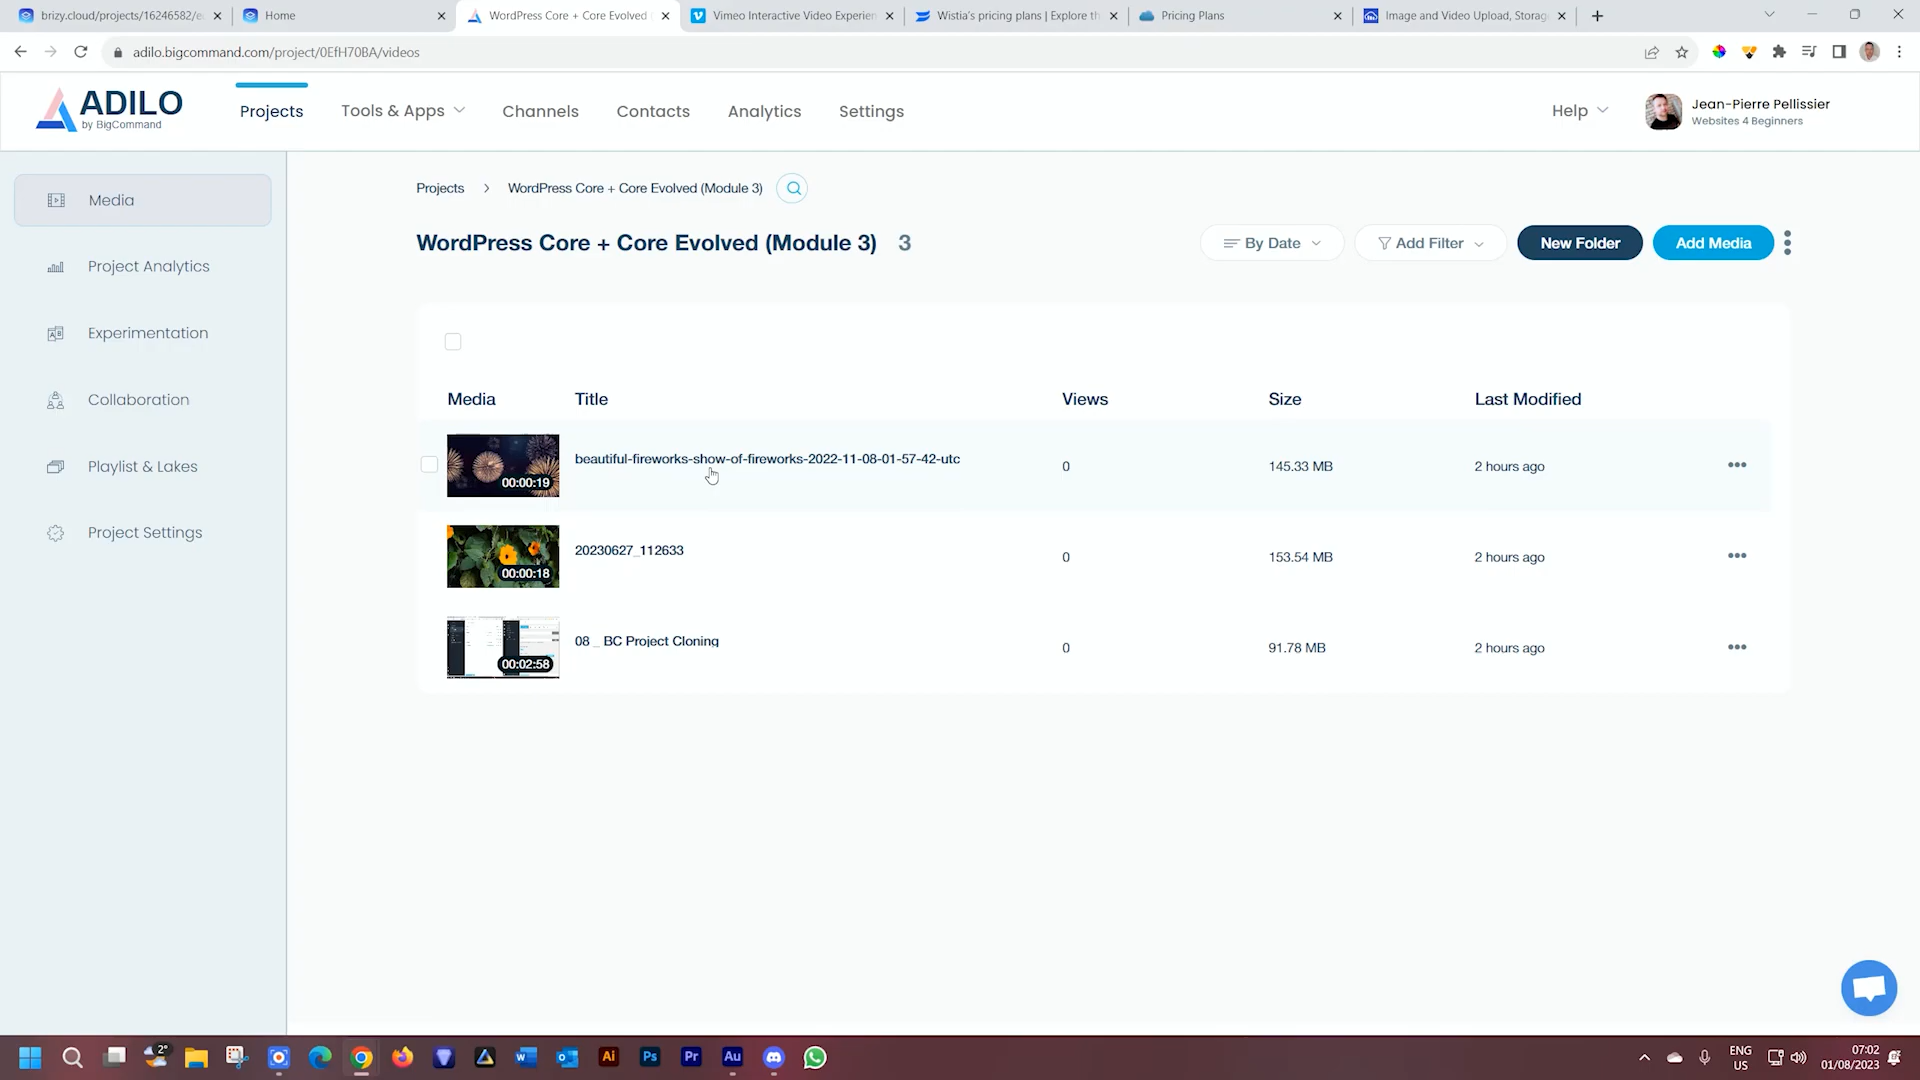 brizy.cloud/projects/16246582/e
Home
WordPress Core + Core Evolved
Vimeo Interactive Video Experien
Wistia's pricing plans | Explore th
Pricing Plans
Image and Video Upload, Storag
adilo.bigcommand.com/project/0EfH70BA/videos
ADILO
by BigCommand
Projects
Tools & Apps
Channels
Contacts
Analytics
Settings
Help
Jean-Pierre Pellissier
Websites 4 Beginners
Media
Project Analytics
Experimentation
Collaboration
Playlist & Lakes
Project Settings
Projects > WordPress Core + Core Evolved (Module 3)
WordPress Core + Core Evolved (Module 3) 3
By Date
Add Filter
New Folder
Add Media
Media Title Views Size Last Modified
00:00:19
beautiful-fireworks-show-of-fireworks-2022-11-08-01-57-42-utc
0
145.33 MB
2 hours ago
00:00:18
20230627_112633
0
153.54 MB
2 hours ago
00:02:58
08 _ BC Project Cloning
0
91.78 MB
2 hours ago
2°
Ai
Ps
Pr
Au
ENG
US
07:02
01/08/2023